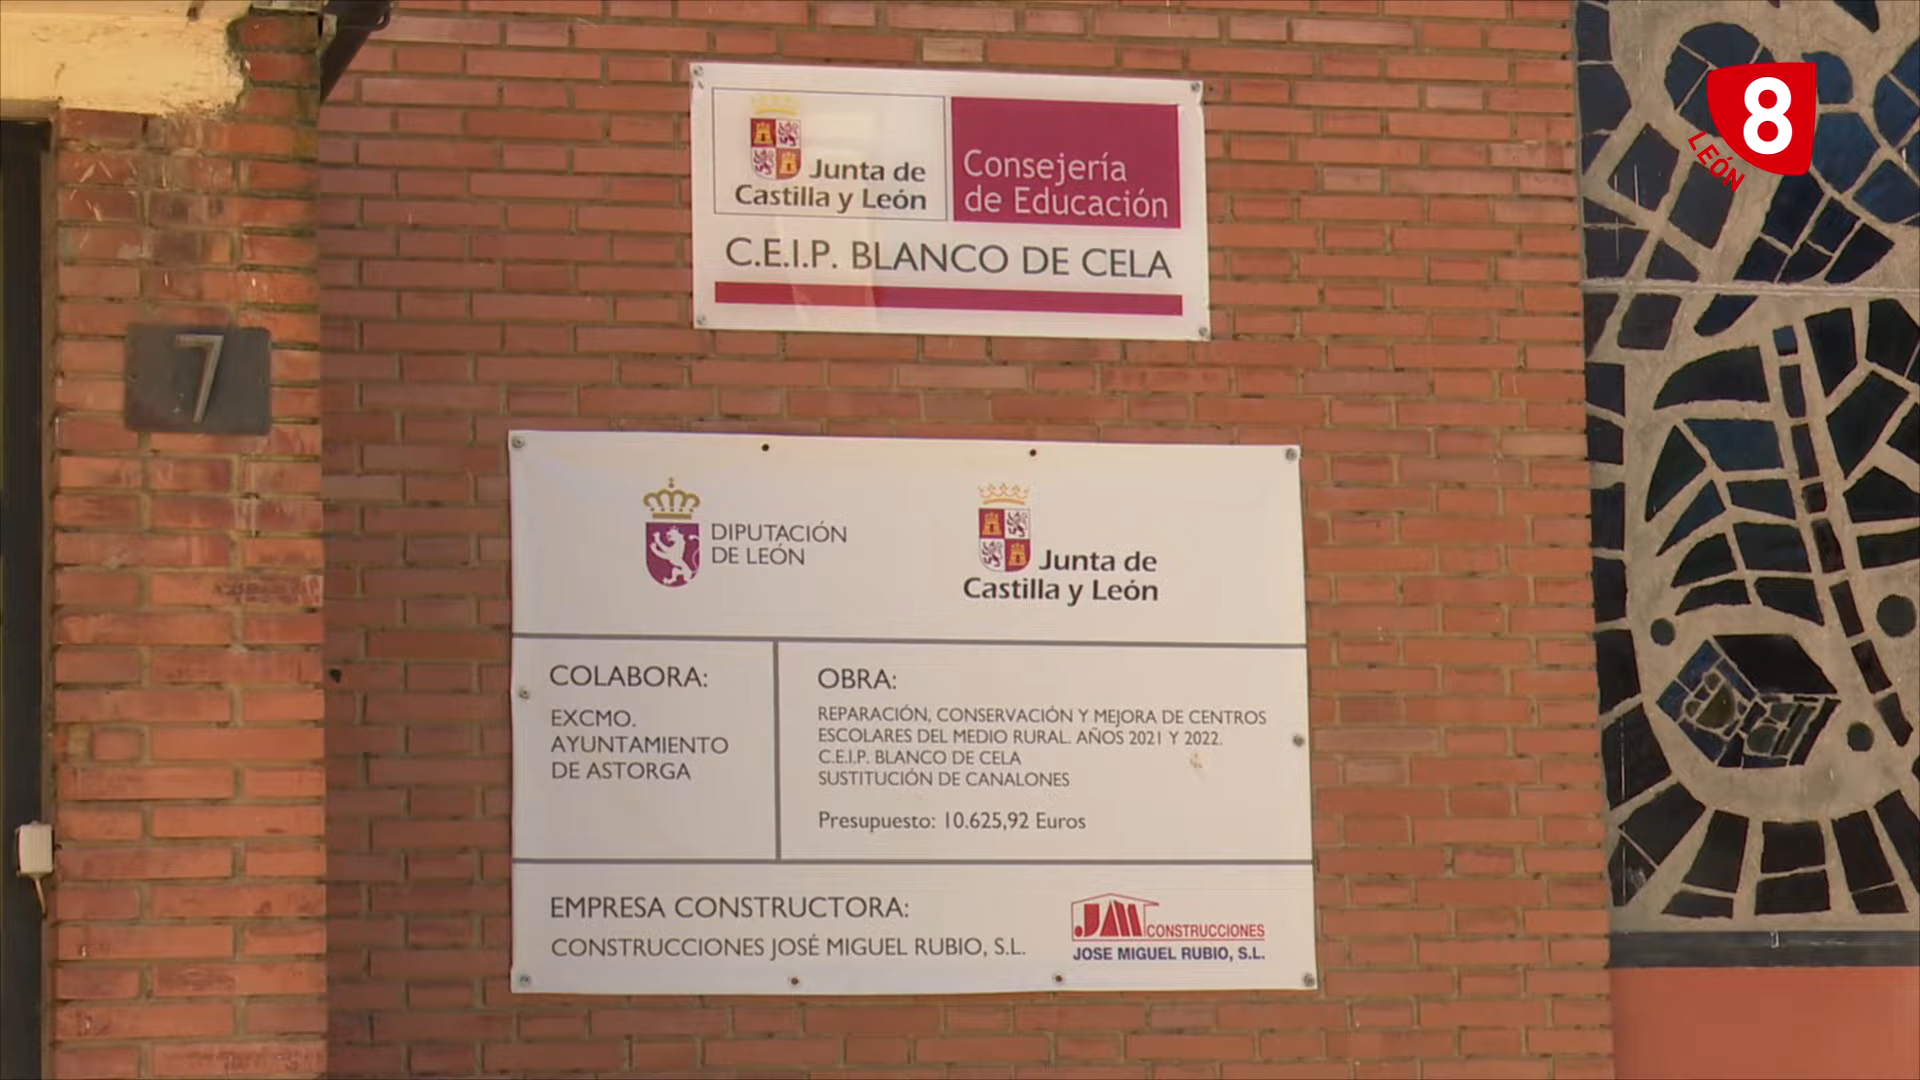 8
LEÓN
Junta de
Castilla y León
Consejería
de Educación
C.E.I.P. BLANCO DE CELA
7
DIPUTACIÓN
DE LEÓN
Junta de
Castilla y León
COLABORA:
EXCMO.
AYUNTAMIENTO
DE ASTORGA
OBRA:
REPARACIÓN, CONSERVACIÓN Y MEJORA DE CENTROS
ESCOLARES DEL MEDIO RURAL. AÑOS 2021 Y 2022.
C.E.I.P. BLANCO DE CELA
SUSTITUCIÓN DE CANALONES
Presupuesto: 10.625,92 Euros
EMPRESA CONSTRUCTORA:
CONSTRUCCIONES JOSÉ MIGUEL RUBIO, S.L.
JM CONSTRUCCIONES
JOSE MIGUEL RUBIO, S.L.